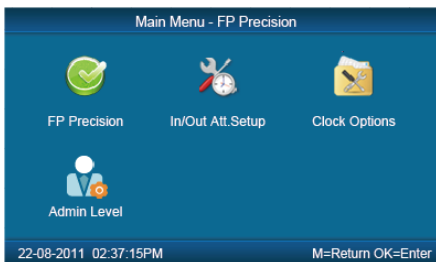 Main Menu - FP Precision
FP Precision In/Out Att.Setup Clock Options
Admin Level
22-08-2011 02:37:15PM M=Return OK=Enter